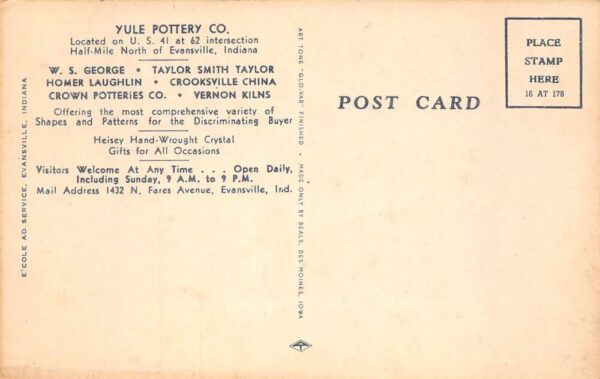 YULE POTTERY CO.
Located on U. S. 41 at 62 intersection
Half-Mile North of Evansville, Indiana
W. S. GEORGE • TAYLOR SMITH TAYLOR
HOMER LAUGHLIN • CROOKSVILLE CHINA
CROWN POTTERIES CO. • VERNON KILNS
Offering the most comprehensive variety of
Shapes and Patterns for the Discriminating Buyer
Heisey Hand-Wrought Crystal
Gifts for All Occasions
Visitors Welcome At Any Time . . . Open Daily,
Including Sunday, 9 A.M. to 9 P.M.
Mail Address 1432 N. Fares Avenue, Evansville, Ind.
E'COLE AD. SERVICE, EVANSVILLE, INDIANA
ART TONE "GLO-VAR" FINISHED • MADE ONLY BY BEALS, DES MOINES, IOWA
POST CARD
PLACE
STAMP
HERE
16 AT 178